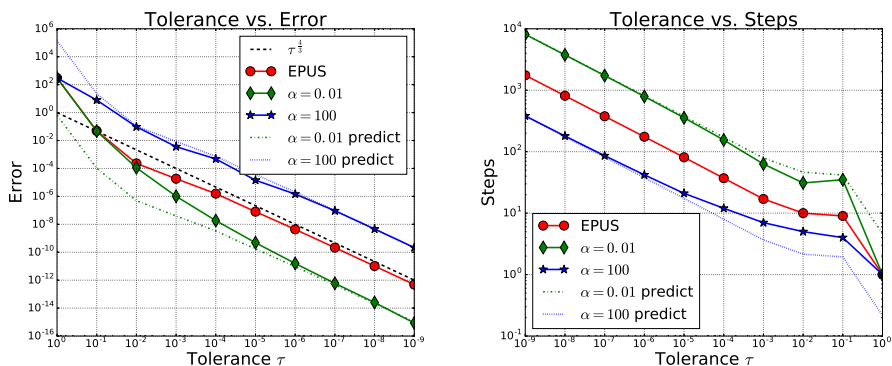 Tolerance vs. Error
10^6
10^4
10^2
10^0
10^-2
10^-4
10^-6
10^-8
10^-10
10^-12
10^-14
10^-16
Error
τ^{4/3}
EPUS
α = 0.01
α = 100
α = 0.01 predict
α = 100 predict
10^0 10^-1 10^-2 10^-3 10^-4 10^-5 10^-6 10^-7 10^-8 10^-9
Tolerance τ
Tolerance vs. Steps
10^4
10^3
10^2
10^1
10^0
10^-1
Steps
EPUS
α = 0.01
α = 100
α = 0.01 predict
α = 100 predict
10^-9 10^-8 10^-7 10^-6 10^-5 10^-4 10^-3 10^-2 10^-1 10^0
Tolerance τ